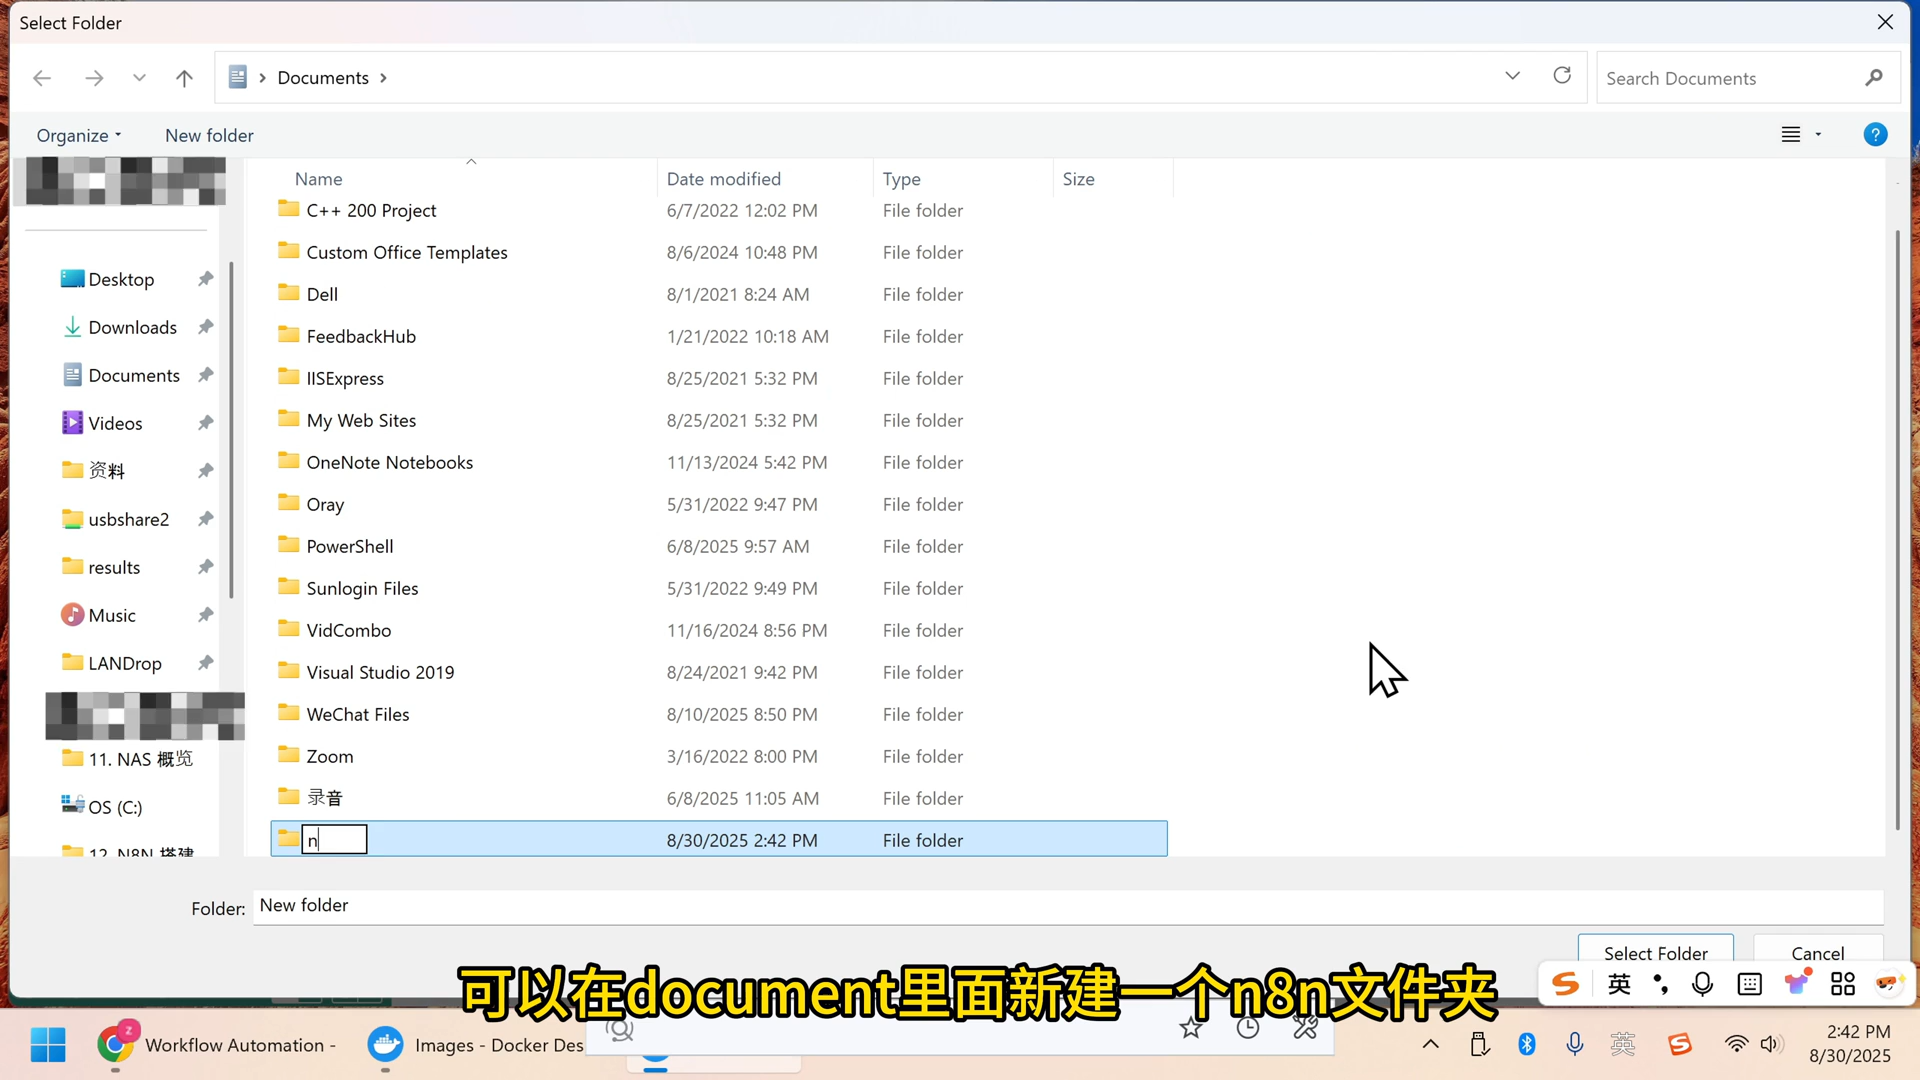 Select Folder
Documents
Search Documents
Organize
New folder
Name
Date modified
Type
Size
C++ 200 Project 6/7/2022 12:02 PM File folder
Custom Office Templates 8/6/2024 10:48 PM File folder
Dell 8/1/2021 8:24 AM File folder
FeedbackHub 1/21/2022 10:18 AM File folder
IISExpress 8/25/2021 5:32 PM File folder
My Web Sites 8/25/2021 5:32 PM File folder
OneNote Notebooks 11/13/2024 5:42 PM File folder
Oray 5/31/2022 9:47 PM File folder
PowerShell 6/8/2025 9:57 AM File folder
Sunlogin Files 5/31/2022 9:49 PM File folder
VidCombo 11/16/2024 8:56 PM File folder
Visual Studio 2019 8/24/2021 9:42 PM File folder
WeChat Files 8/10/2025 8:50 PM File folder
Zoom 3/16/2022 8:00 PM File folder
录音 6/8/2025 11:05 AM File folder
n 8/30/2025 2:42 PM File folder
Desktop
Downloads
Documents
Videos
资料
usbshare2
results
Music
LANDrop
11. NAS 概览
OS (C:)
12. N8N 搭建
Folder: New folder
Select Folder
Cancel
可以在document里面新建一个n8n文件夹
英
Workflow Automation -
Images - Docker Des
英
2:42 PM
8/30/2025